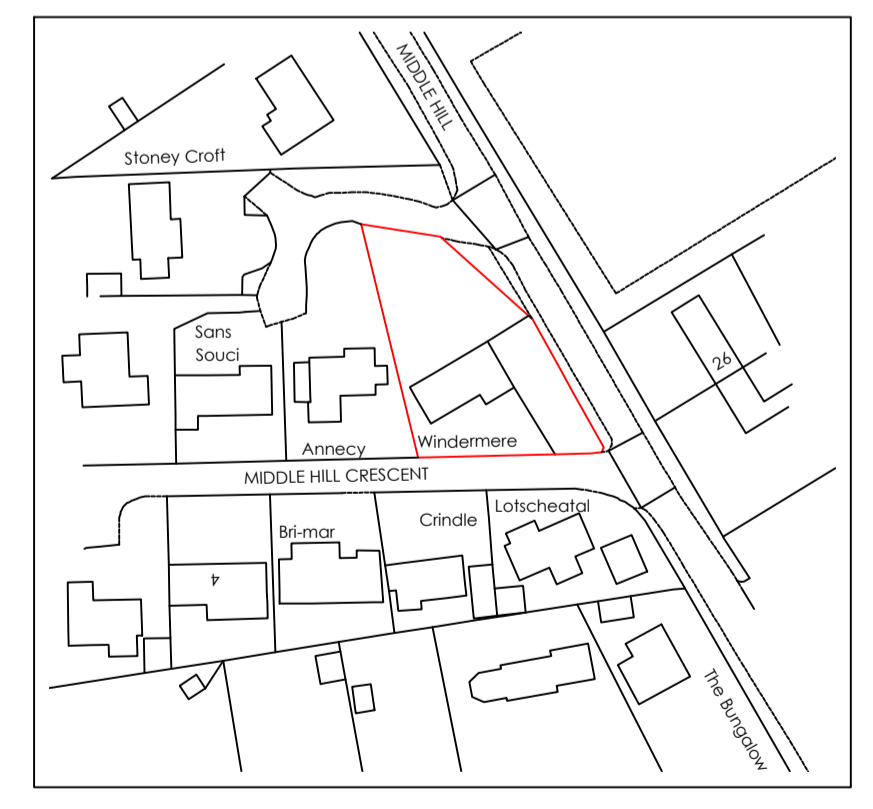 MIDDLE HILL
Stoney Croft
Sans
Souci
26
Annecy
Windermere
MIDDLE HILL CRESCENT
Lotscheatal
Crindle
Bri-mar
4
The Bungalow